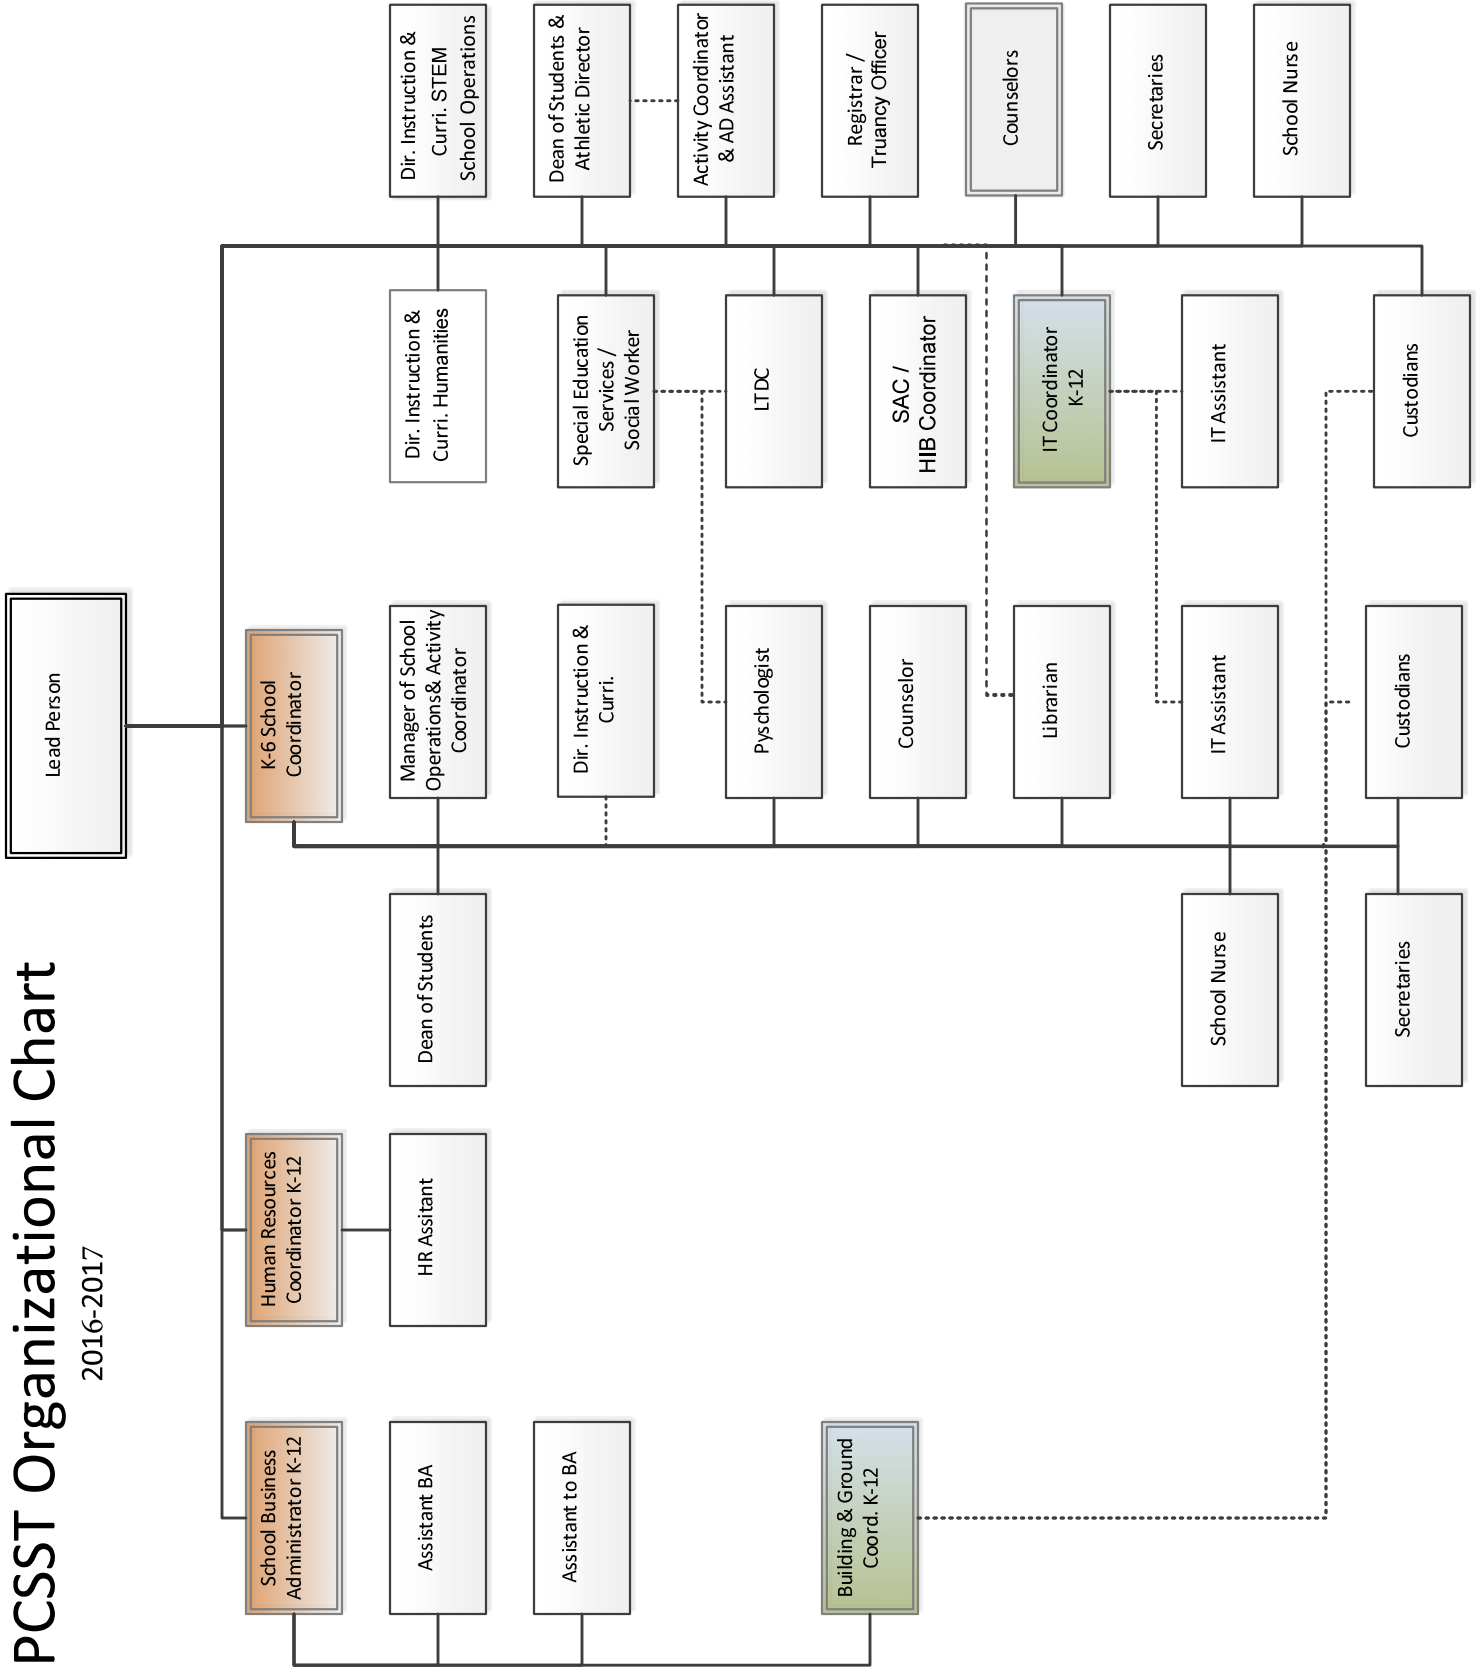 PCSST Organizational Chart
2016-2017
Lead Person
School Business
Administrator K-12
Human Resources
Coordinator K-12
K-6 School
Coordinator
Assistant BA
HR Assitant
Dean of Students
Manager of School
Operations& Activity
Coordinator
Dir. Instruction &
Curri. Humanities
Dir. Instruction &
Curri. STEM
School Operations
Assistant to BA
Dir. Instruction &
Curri.
Special Education
Services /
Social Worker
Dean of Students &
Athletic Director
Pyschologist
LTDC
Activity Coordinator
& AD Assistant
Building & Ground
Coord. K-12
Counselor
SAC /
HIB Coordinator
Registrar /
Truancy Officer
Librarian
IT Coordinator
K-12
Counselors
School Nurse
IT Assistant
IT Assistant
Secretaries
Secretaries
Custodians
Custodians
School Nurse